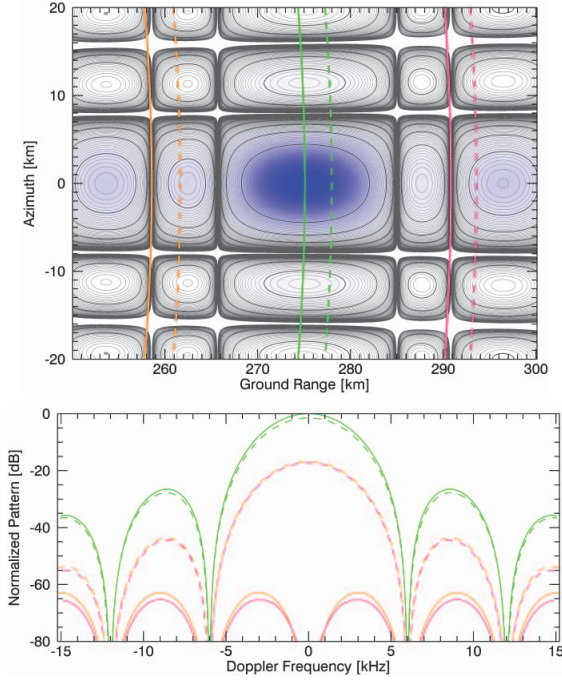 20
10
0
-10
-20
Azimuth [km]
260 270 280 290 300
Ground Range [km]
0
-20
-40
-60
-80
Normalized Pattern [dB]
-15 -10 -5 0 5 10 15
Doppler Frequency [kHz]